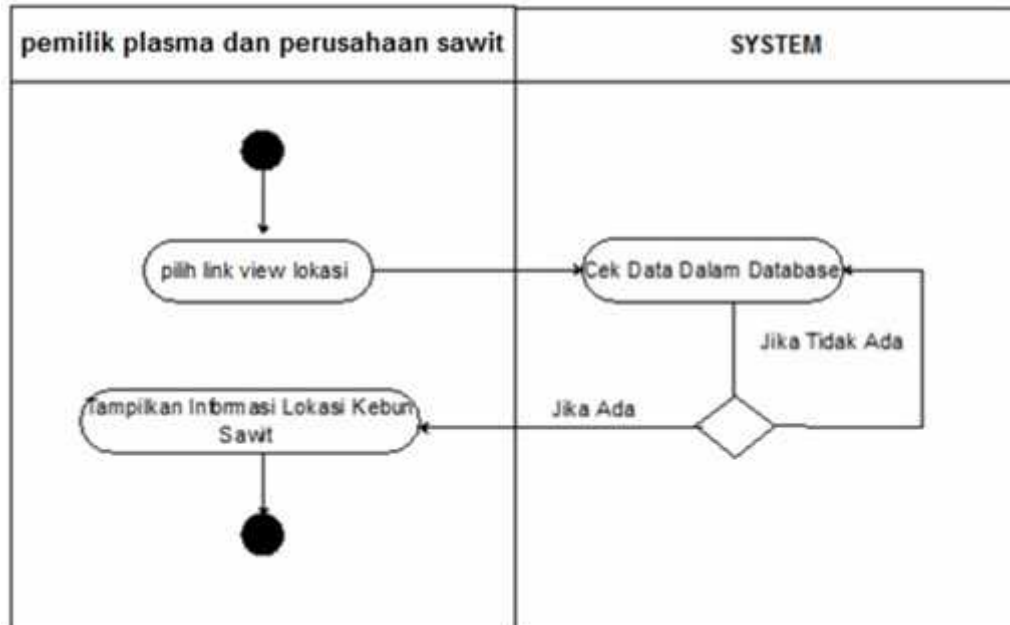 pemilik plasma dan perusahaan sawit
SYSTEM
pilih link view lokasi
Cek Data Dalam Database
Jika Tidak Ada
Tampilkan Informasi Lokasi Kebun
Sawit
Jika Ada